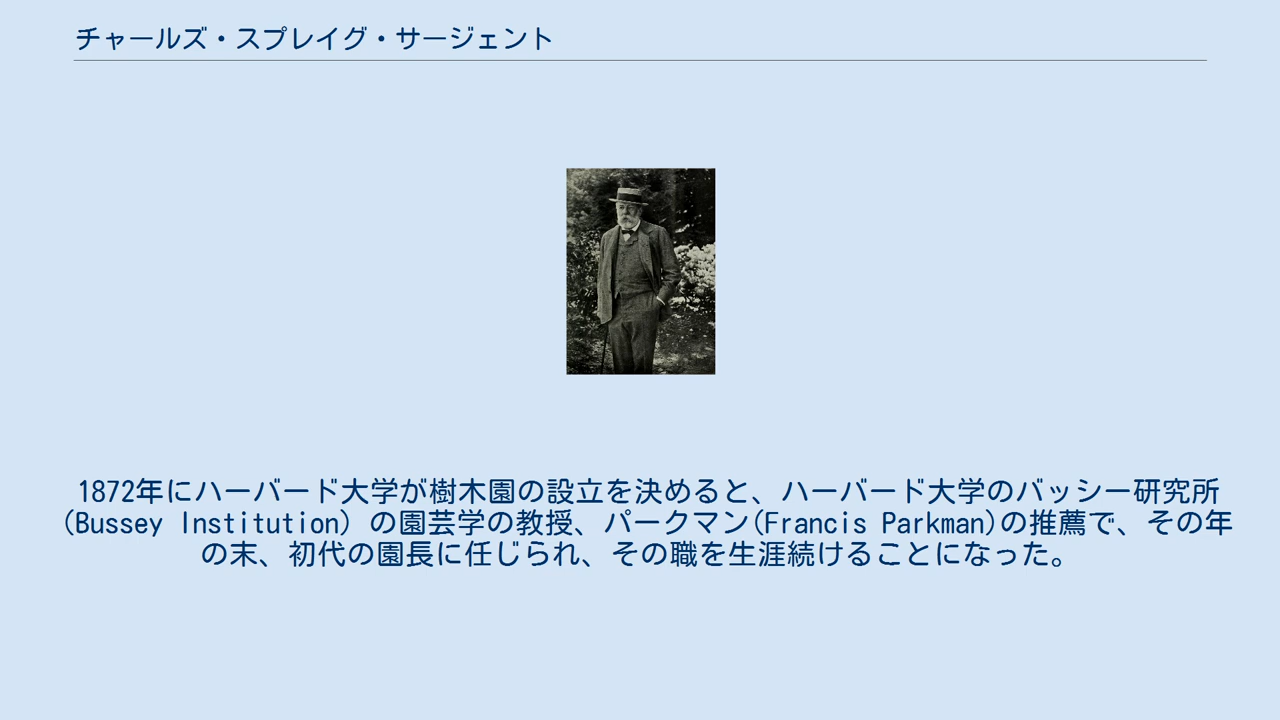 チャールズ・スプレイグ・サージェント
1872年にハーバード大学が樹木園の設立を決めると、ハーバード大学のバッシー研究所
(Bussey Institution) の園芸学の教授、パークマン(Francis Parkman)の推薦で、その年
の末、初代の園長に任じられ、その職を生涯続けることになった。